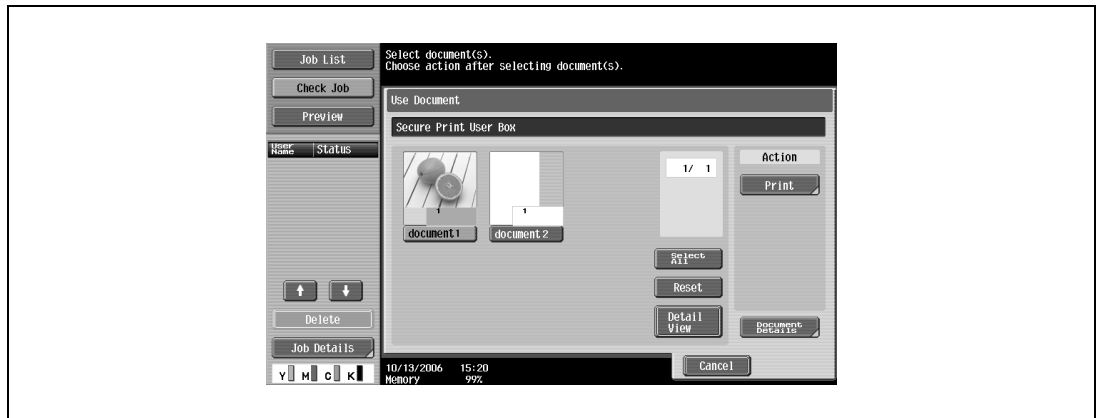 Job List
Check Job
Preview
User Name
Status
Delete
Job Details
Y M C K
Select document(s).
Choose action after selecting document(s).
Use Document
Secure Print User Box
1
document1
1
document2
1/ 1
Select All
Reset
Detail View
Action
Print
Document Details
10/13/2006 15:20
Memory 99%
Cancel